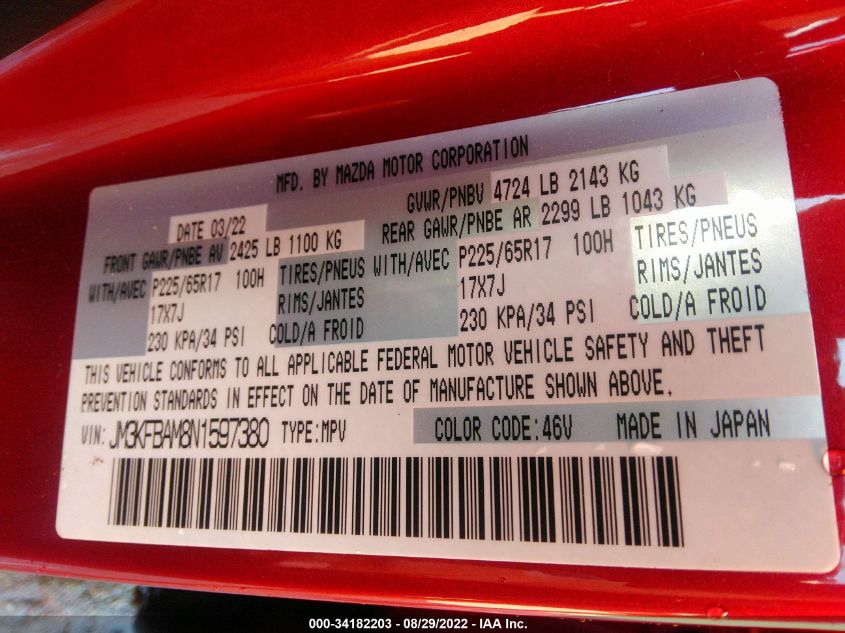 MFD. BY MAZDA MOTOR CORPORATION
DATE 03/22 GVWR/PNBV 4724 LB 2143 KG
FRONT GAWR/PNBE AV 2425 LB 1100 KG REAR GAWR/PNBE AR 2299 LB 1043 KG
WITH/AVEC P225/65R17 100H TIRES/PNEUS WITH/AVEC P225/65R17 100H TIRES/PNEUS
17X7J RIMS/JANTES 17X7J RIMS/JANTES
230 KPA/34 PSI COLD/A FROID 230 KPA/34 PSI COLD/A FROID
THIS VEHICLE CONFORMS TO ALL APPLICABLE FEDERAL MOTOR VEHICLE SAFETY AND THEFT
PREVENTION STANDARDS IN EFFECT ON THE DATE OF MANUFACTURE SHOWN ABOVE.
VIN: JM3KFBAM8N1597380 TYPE:MPV COLOR CODE:46V MADE IN JAPAN
000-34182203 - 08/29/2022 - IAA Inc.